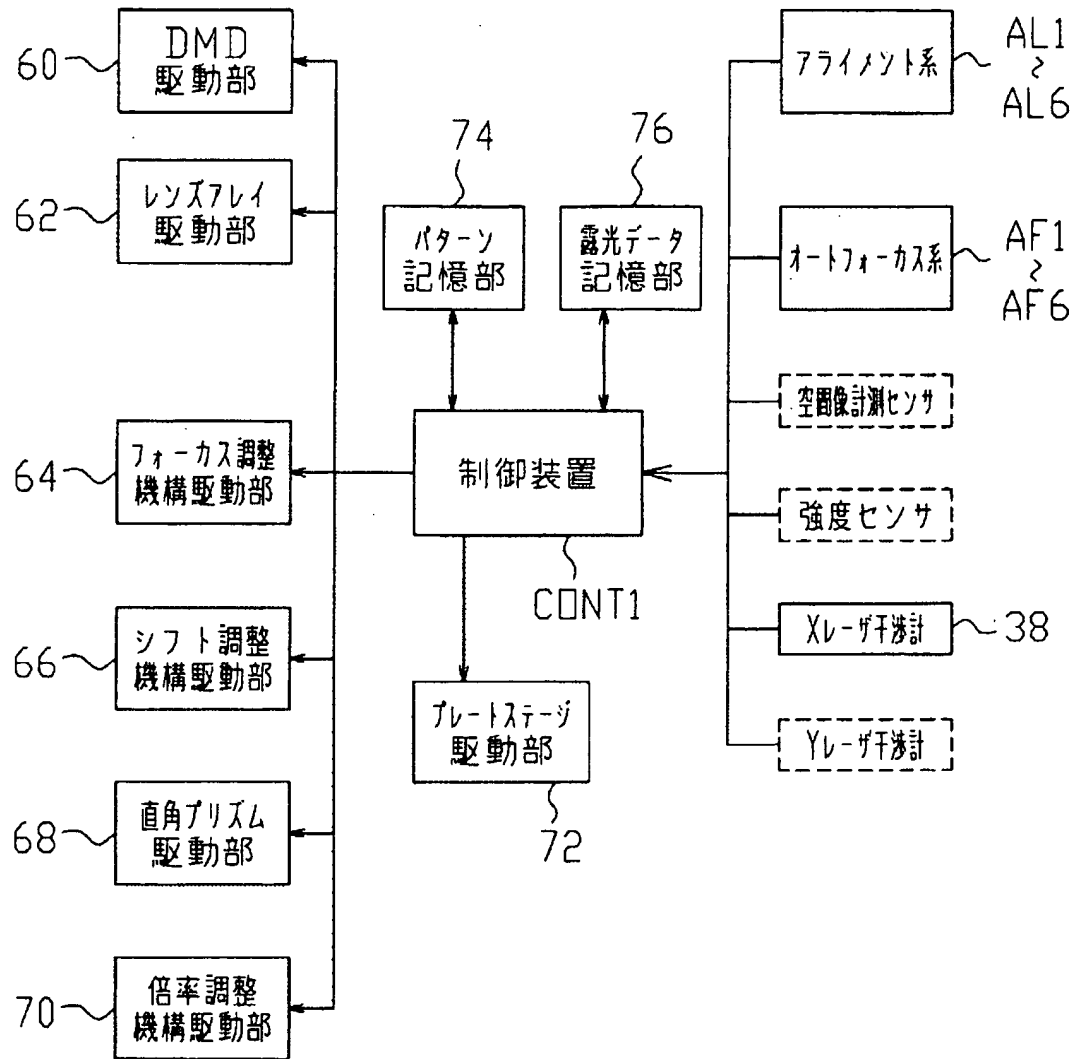 DMD
駆動部
60
レンズアレイ
駆動部
62
フォーカス調整
機構駆動部
64
シフト調整
機構駆動部
66
直角プリズム
駆動部
68
倍率調整
機構駆動部
70
74
パターン
記憶部
76
露光データ
記憶部
制御装置
CONT1
プレートステージ
駆動部
72
アライメント系
AL1
~
AL6
オートフォーカス系
AF1
~
AF6
空間像計測センサ
強度センサ
Xレーザ干渉計
38
Yレーザ干渉計